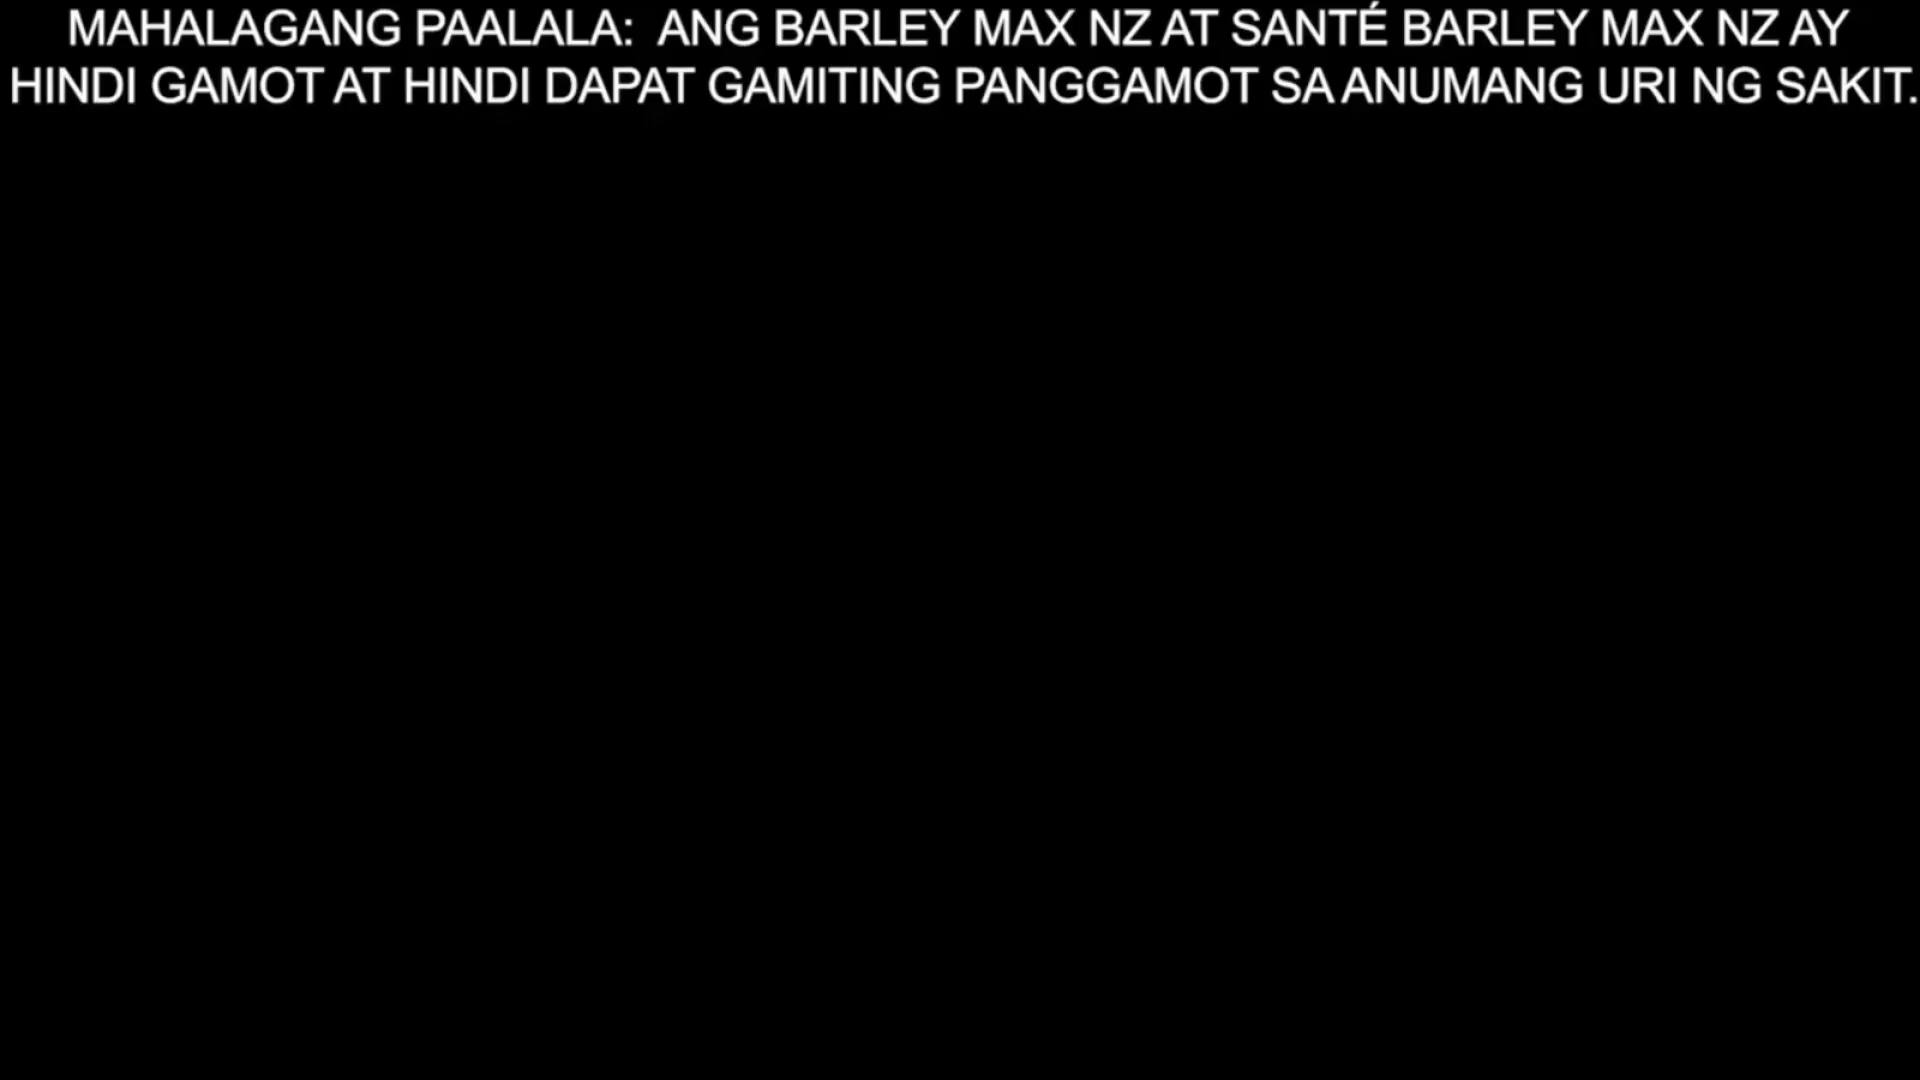 MAHALAGANG PAALALA:  ANG BARLEY MAX NZ AT SANTÉ BARLEY MAX NZ AY
HINDI GAMOT AT HINDI DAPAT GAMITING PANGGAMOT SA ANUMANG URI NG SAKIT.